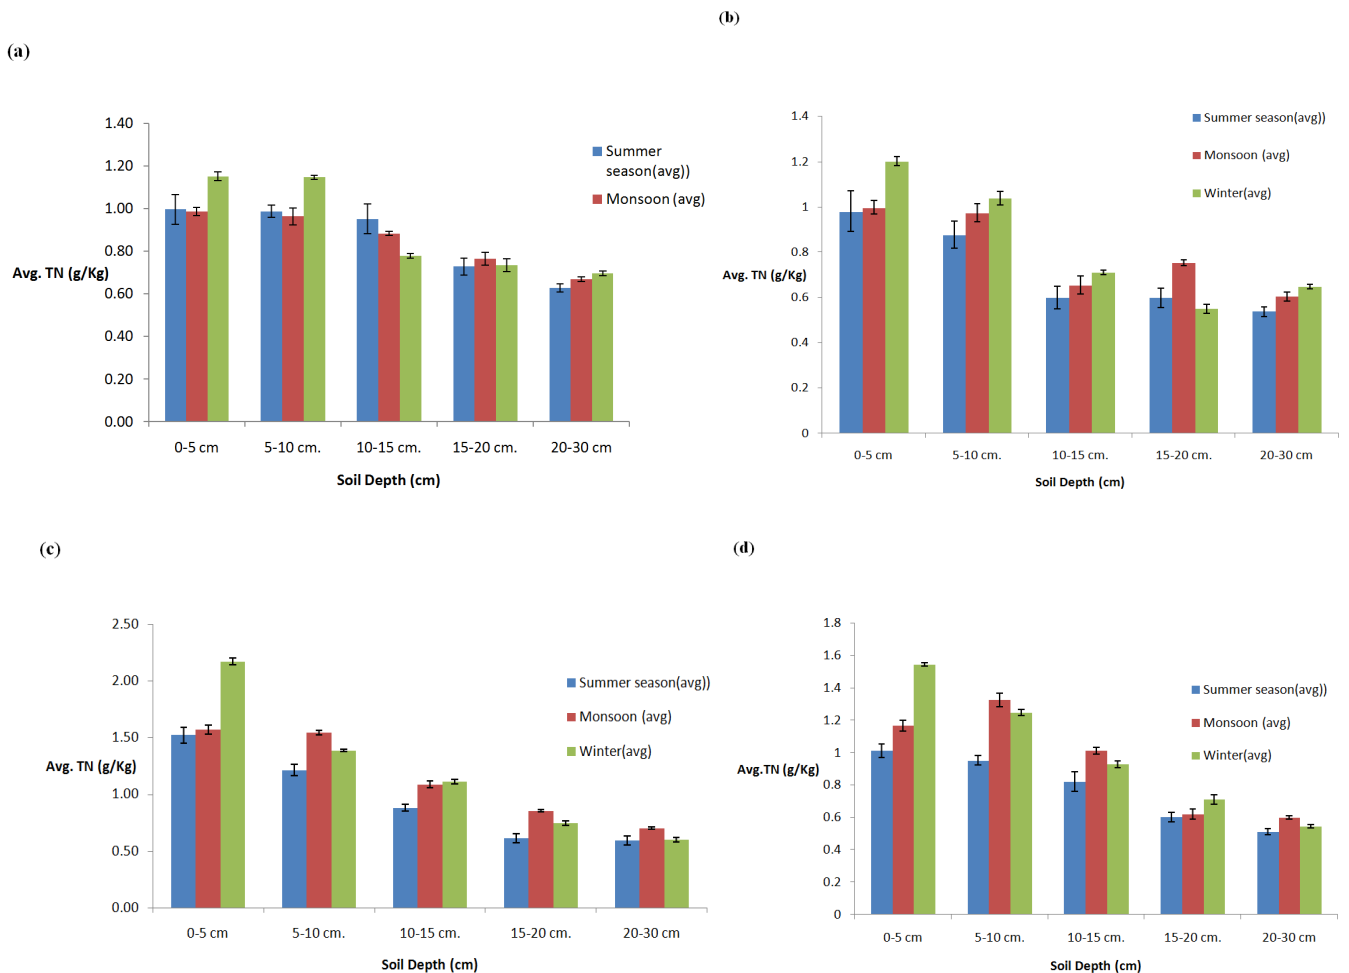 (a)
1.40
1.20
1.00
0.80
0.60
0.40
0.20
0.00
Avg. TN (g/Kg)
0-5 cm
5-10 cm.
10-15 cm.
15-20 cm.
20-30 cm
Soil Depth (cm)
Summer
season(avg))
Monsoon (avg)
(b)
1.4
1.2
1
0.8
0.6
0.4
0.2
0
Avg. TN (g/Kg)
0-5 cm
5-10 cm.
10-15 cm.
15-20 cm.
20-30 cm
Soil Depth (cm)
Summer season(avg))
Monsoon (avg)
Winter(avg)
(c)
2.50
2.00
1.50
1.00
0.50
0.00
Avg. TN (g/Kg)
0-5 cm
5-10 cm.
10-15 cm.
15-20 cm.
20-30 cm
Soil Depth (cm)
Summer season(avg))
Monsoon (avg)
Winter(avg)
(d)
1.8
1.6
1.4
1.2
1
0.8
0.6
0.4
0.2
0
Avg.TN (g/Kg)
0-5 cm
5-10 cm.
10-15 cm.
15-20 cm.
20-30 cm
Soil Depth (cm)
Summer season(avg))
Monsoon (avg)
Winter(avg)